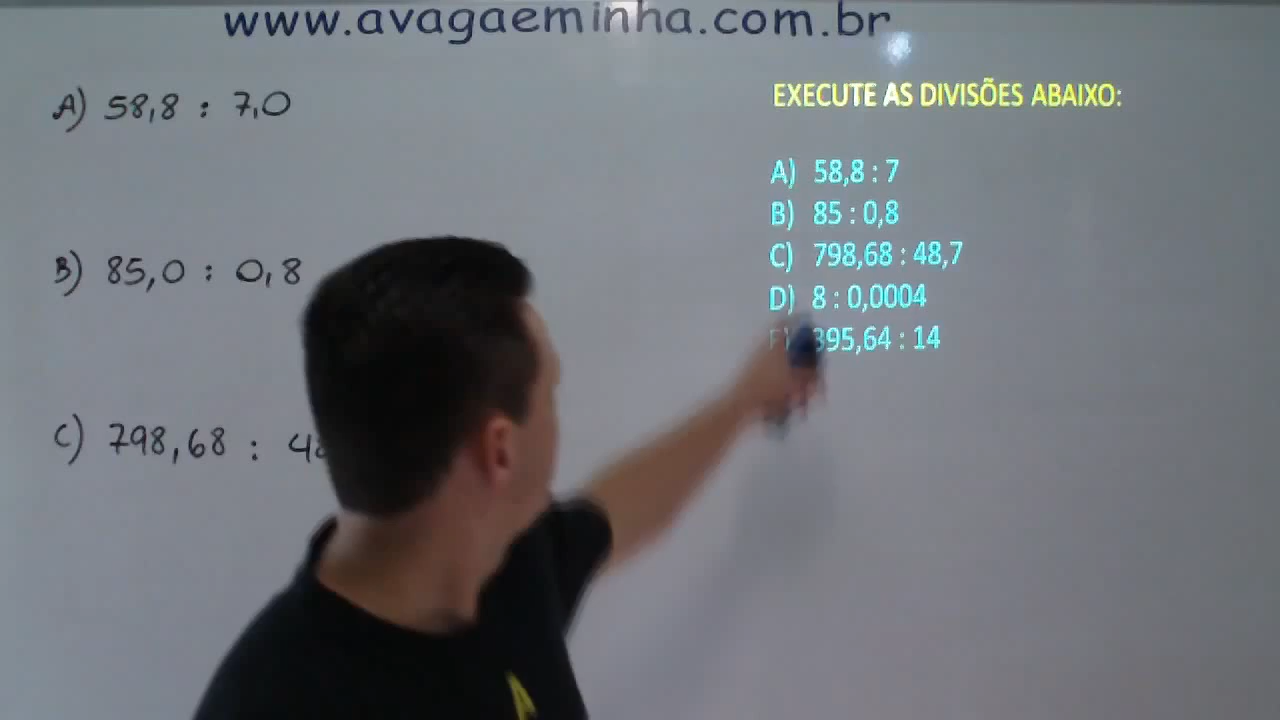 www.avagaeminha.com.br
A) 58,8 : 7,0
B) 85,0 : 0,8
C) 798,68 : 4
EXECUTE AS DIVISÕES ABAIXO:
A) 58,8 : 7
B) 85 : 0,8
C) 798,68 : 48,7
D) 8 : 0,0004
E) 395,64 : 14
A